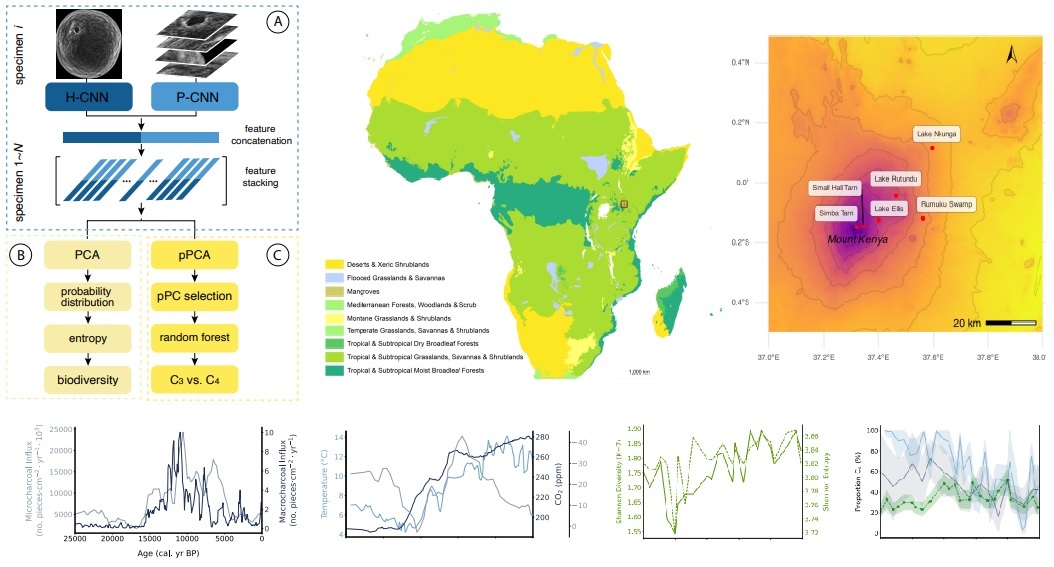 specimen i
specimen 1~N
A
H-CNN
P-CNN
feature
concatenation
feature
stacking
...
...
B
C
PCA
pPCA
probability
distribution
pPC selection
entropy
random forest
biodiversity
C3 vs. C4
Deserts & Xeric Shrublands
Flooced Grasslands & Savannas
Mangroves
Mediterranean Forests, Woodlands & Scrub
Montane Grasslands & Shrublands
Temperate Grasslands, Savannas & Shrublands
Tropical & Subtropical Dry Broadleaf Forests
Tropical & Subtropical Grasslands, Savannas & Shrublands
Tropical & Subtropical Moist Broadleaf Forests
1,000 km
0.4°N
0.2°N
0.0°
0.2°S
0.4°S
Lake Nkunga
Lake Rutundu
Small Hall Tarn
Lake Ellis
Rumuku Swamp
Simba Tarn
Mount Kenya
20 km
37.0°E
37.2°E
37.4°E
37.6°E
37.8°E
38.0°
Microcharcoal Influx
(no. pieces·cm⁻²· yr⁻¹ · 10³)
25000
20000
15000
10000
5000
10
8
6
4
2
0
Macrocharcoal Influx
(no. pieces·cm⁻²· yr⁻¹)
25000
20000
15000
10000
5000
0
Age (cal. yr BP)
Temperature (°C)
14
12
10
8
6
4
280
260
240
220
200
CO2 (ppm)
40
30
20
10
0
Shannon Diversity
1.90
1.85
1.80
1.75
1.70
1.65
1.60
1.55
3.86
3.83
3.80
3.78
3.76
3.74
3 72
Shannon Entropy
Proportion (%)
100
80
60
40
20
0